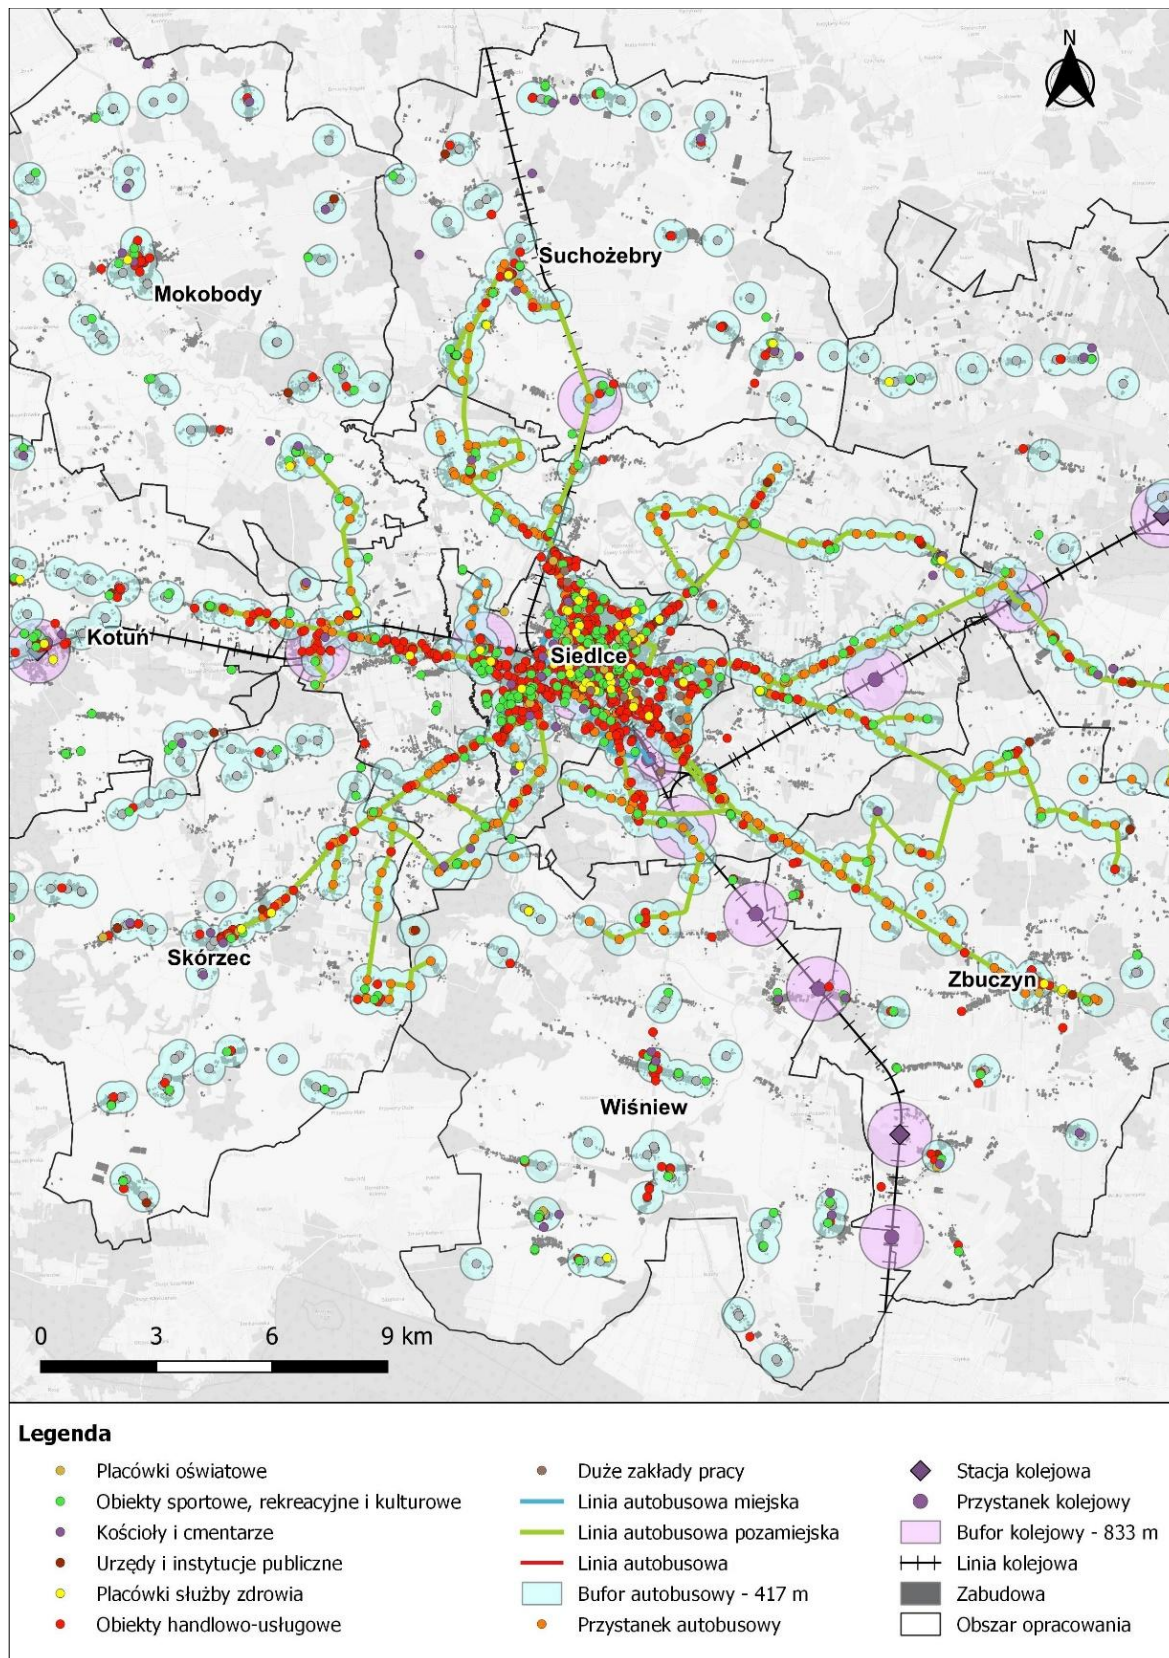 N
Suchożebry
Mokobody
Kotuń
Siedlce
Skórzec
Zbuczyn
Wiśniew
0 3 6 9 km
Legenda
Placówki oświatowe
Obiekty sportowe, rekreacyjne i kulturowe
Kościoły i cmentarze
Urzędy i instytucje publiczne
Placówki służby zdrowia
Obiekty handlowo-usługowe
Duże zakłady pracy
Linia autobusowa miejska
Linia autobusowa pozamiejska
Linia autobusowa
Bufor autobusowy - 417 m
Przystanek autobusowy
Stacja kolejowa
Przystanek kolejowy
Bufor kolejowy - 833 m
Linia kolejowa
Zabudowa
Obszar opracowania